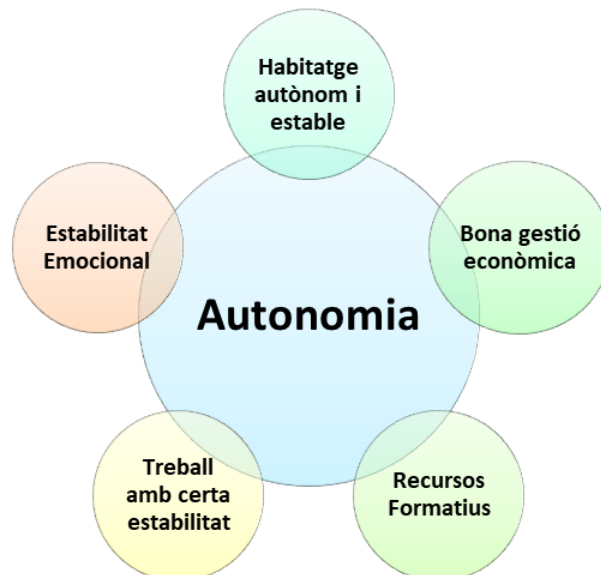 Habitatge
autònom i
estable
Estabilitat
Emocional
Bona gestió
econòmica
Autonomia
Treball
amb certa
estabilitat
Recursos
Formatius